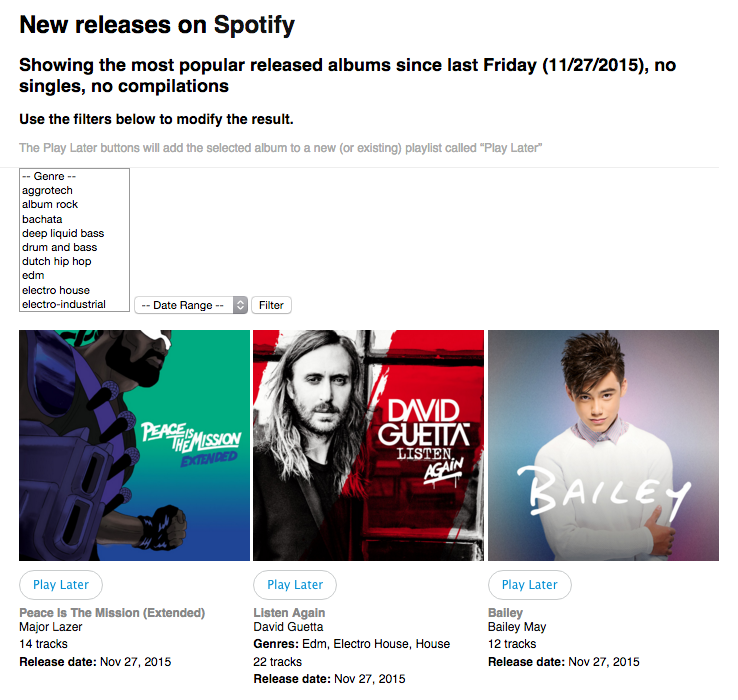 New releases on Spotify
Showing the most popular released albums since last Friday (11/27/2015), no
singles, no compilations
Use the filters below to modify the result.
The Play Later buttons will add the selected album to a new (or existing) playlist called “Play Later”
-- Genre --
aggrotech
album rock
bachata
deep liquid bass
drum and bass
dutch hip hop
edm
electro house
electro-industrial
-- Date Range --
Filter
PEACE IS
THE MISSION
EXTENDED
DAVID
GUETTA
LISTEN
AGAIN
BAILEY
Play Later
Peace Is The Mission (Extended)
Major Lazer
14 tracks
Release date: Nov 27, 2015
Play Later
Listen Again
David Guetta
Genres: Edm, Electro House, House
22 tracks
Release date: Nov 27, 2015
Play Later
Bailey
Bailey May
12 tracks
Release date: Nov 27, 2015